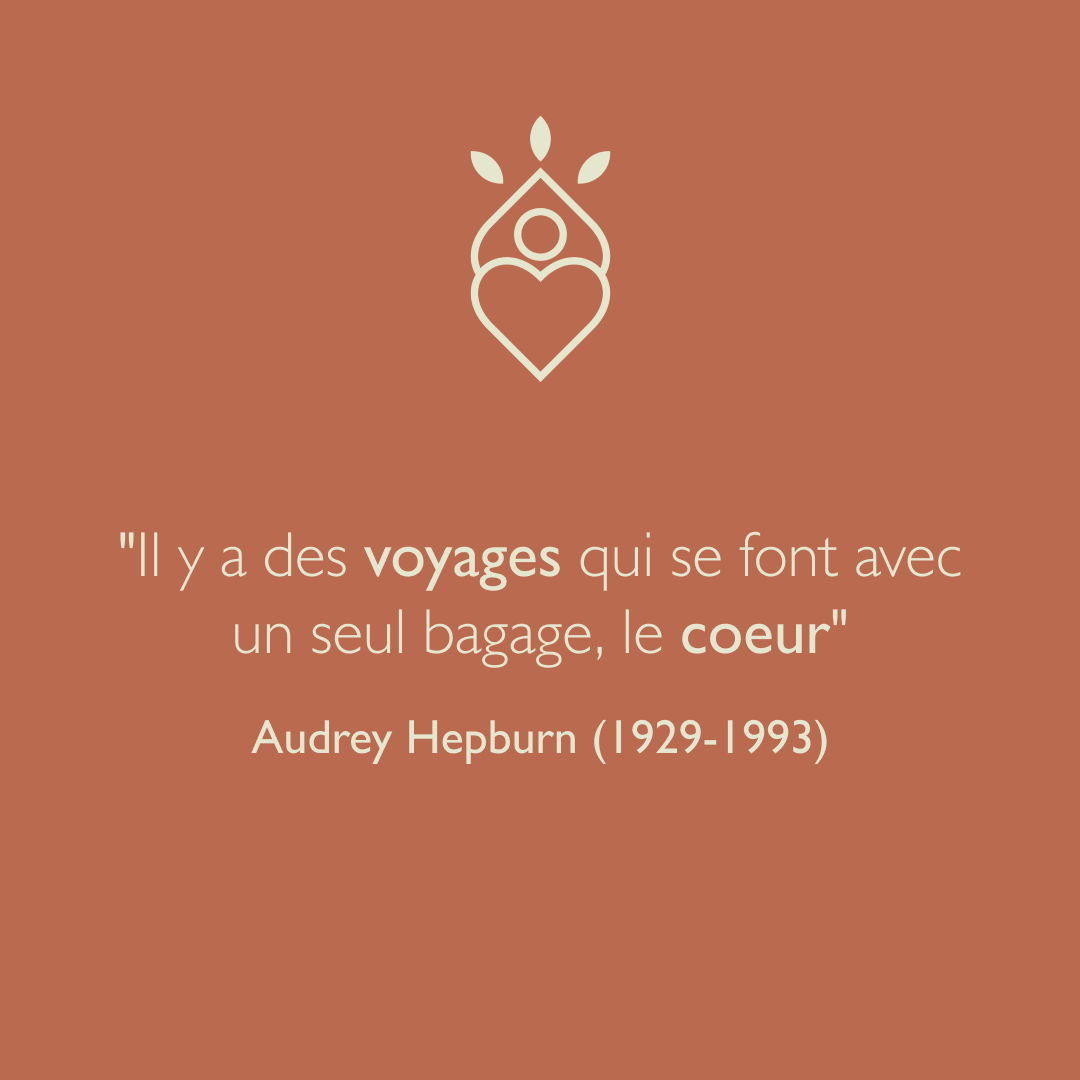 "Il y a des voyages qui se font avec
un seul bagage, le coeur"
Audrey Hepburn (1929-1993)